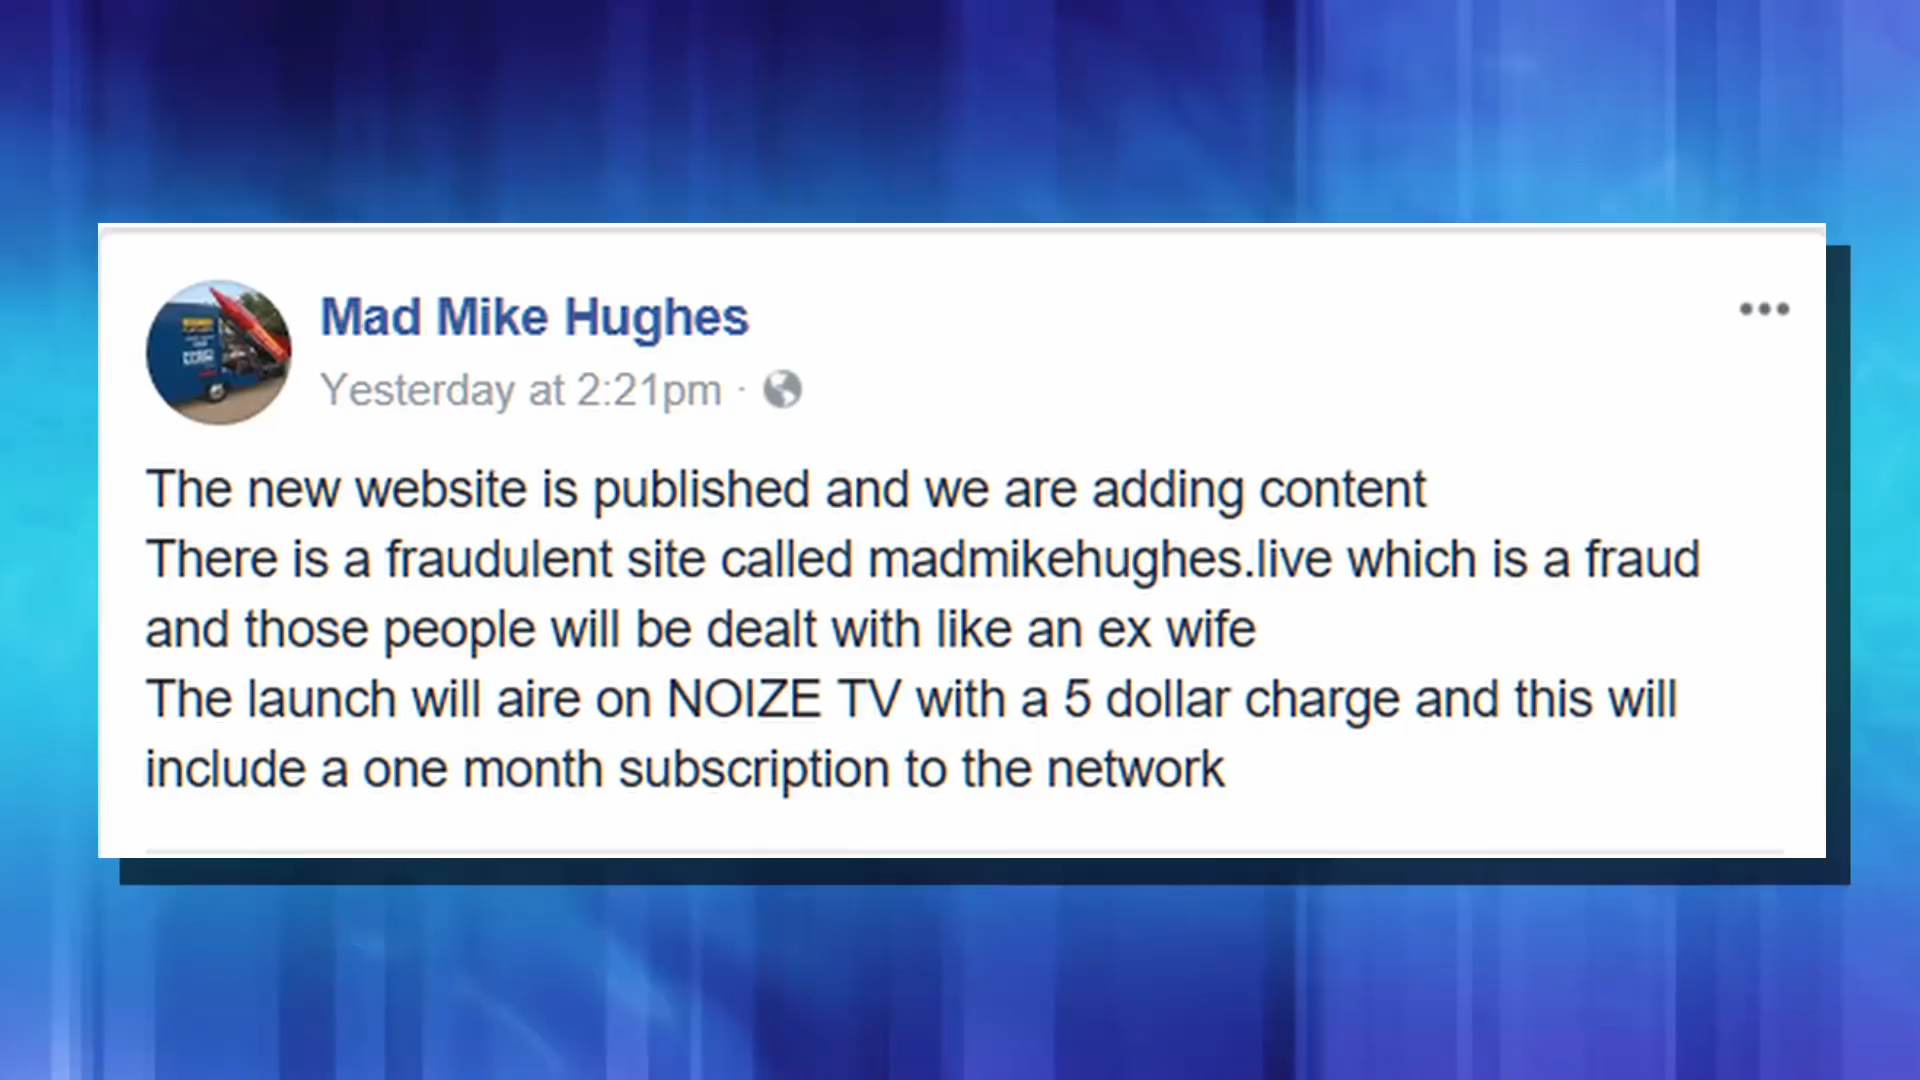 Mad Mike Hughes
Yesterday at 2:21pm ·
The new website is published and we are adding content
There is a fraudulent site called madmikehughes.live which is a fraud
and those people will be dealt with like an ex wife
The launch will aire on NOIZE TV with a 5 dollar charge and this will
include a one month subscription to the network